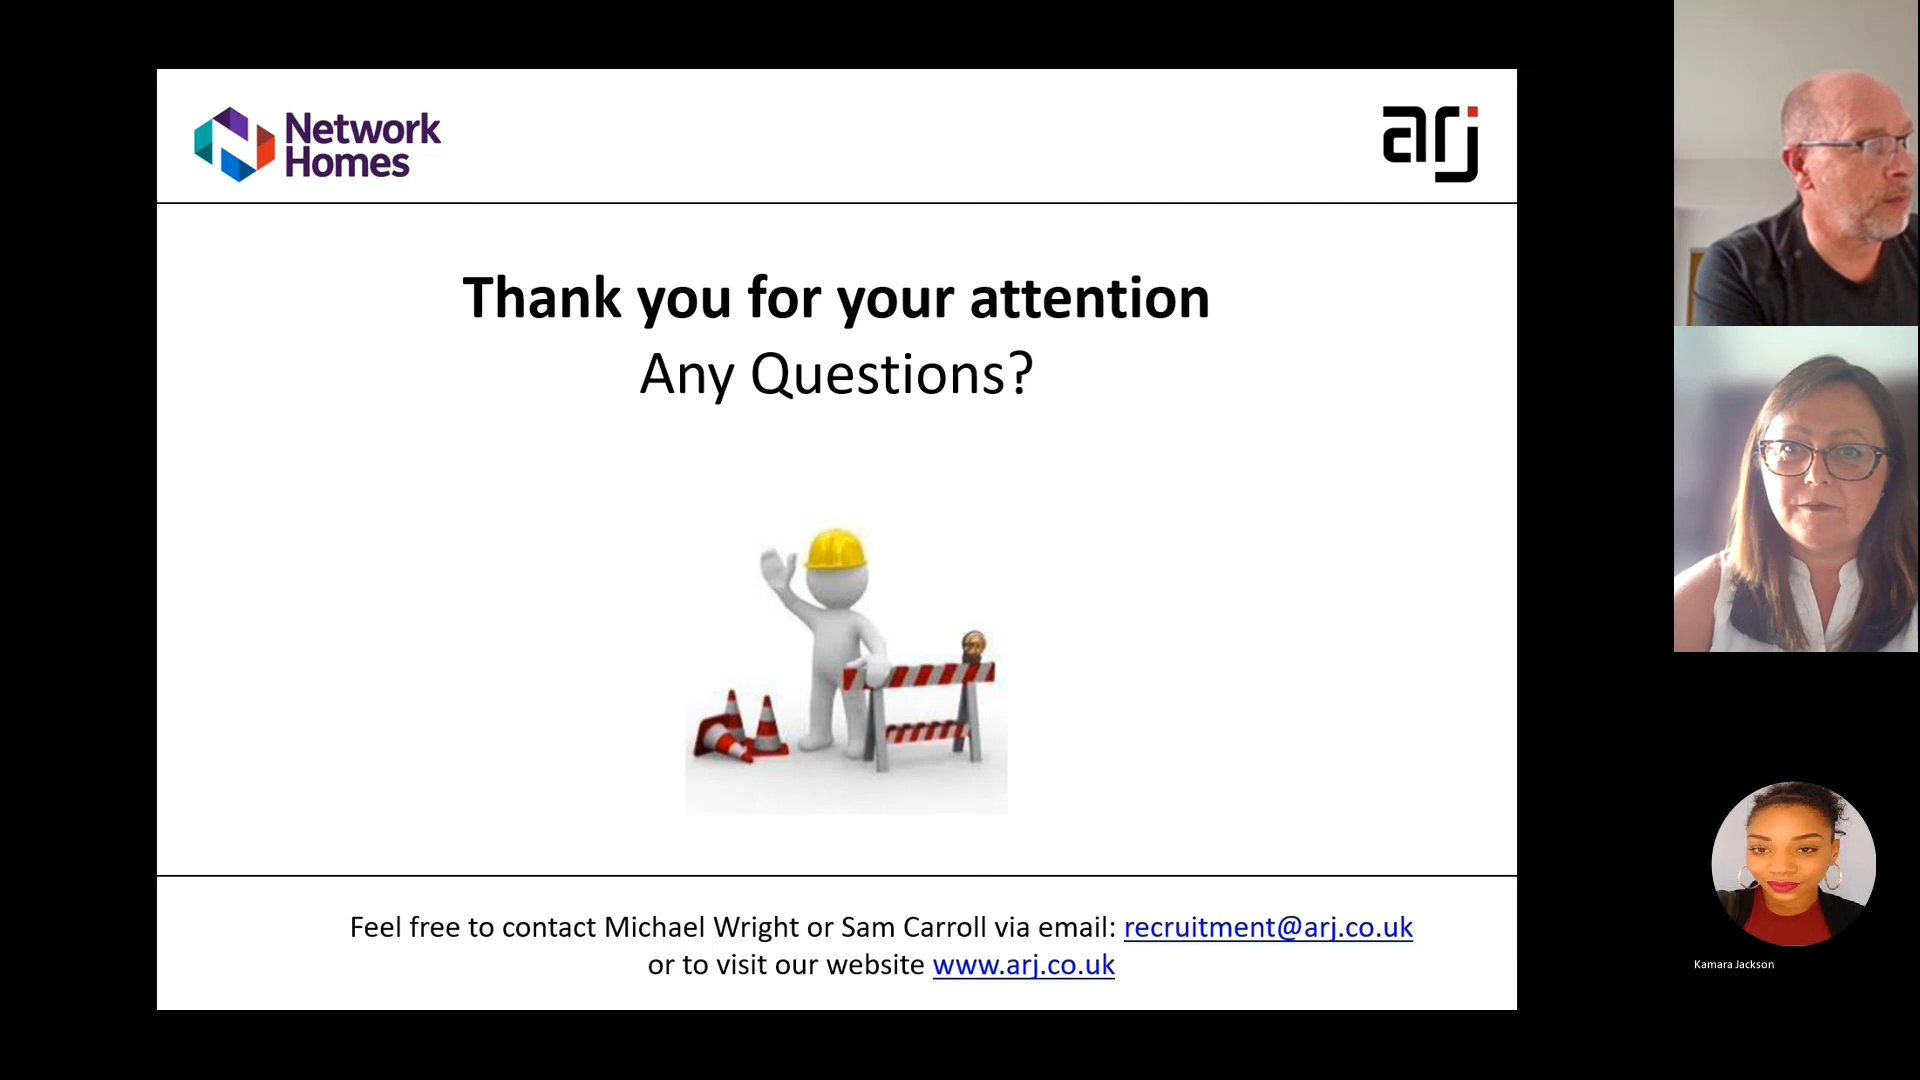 Network
Homes
arj
Thank you for your attention
Any Questions?
Feel free to contact Michael Wright or Sam Carroll via email: recruitment@arj.co.uk
or to visit our website www.arj.co.uk
Kamara Jackson